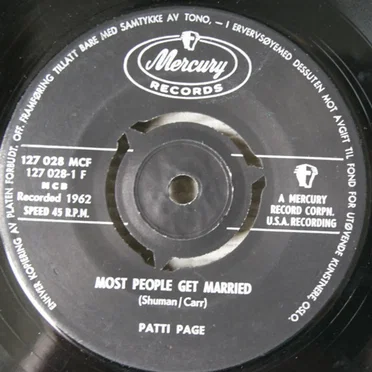 ENHVER KOPIERING AV PLATEN FORBUDT. OFF. FRAMFØRING TILLATT BARE MED SAMTYKKE AV TONO, — I ERVERVSØYEMED DESSUTEN MOT AVGIFT TIL FOND FOR UTØVENDE KUNSTNERE, OSLO.
Mercury
RECORDS
127 028 MCF
127 028-1 F
NCB
Recorded 1962
SPEED 45 R.P.M.
A MERCURY
RECORD CORPN.
U.S.A. RECORDING
MOST PEOPLE GET MARRIED
(Shuman/Carr)
PATTI PAGE